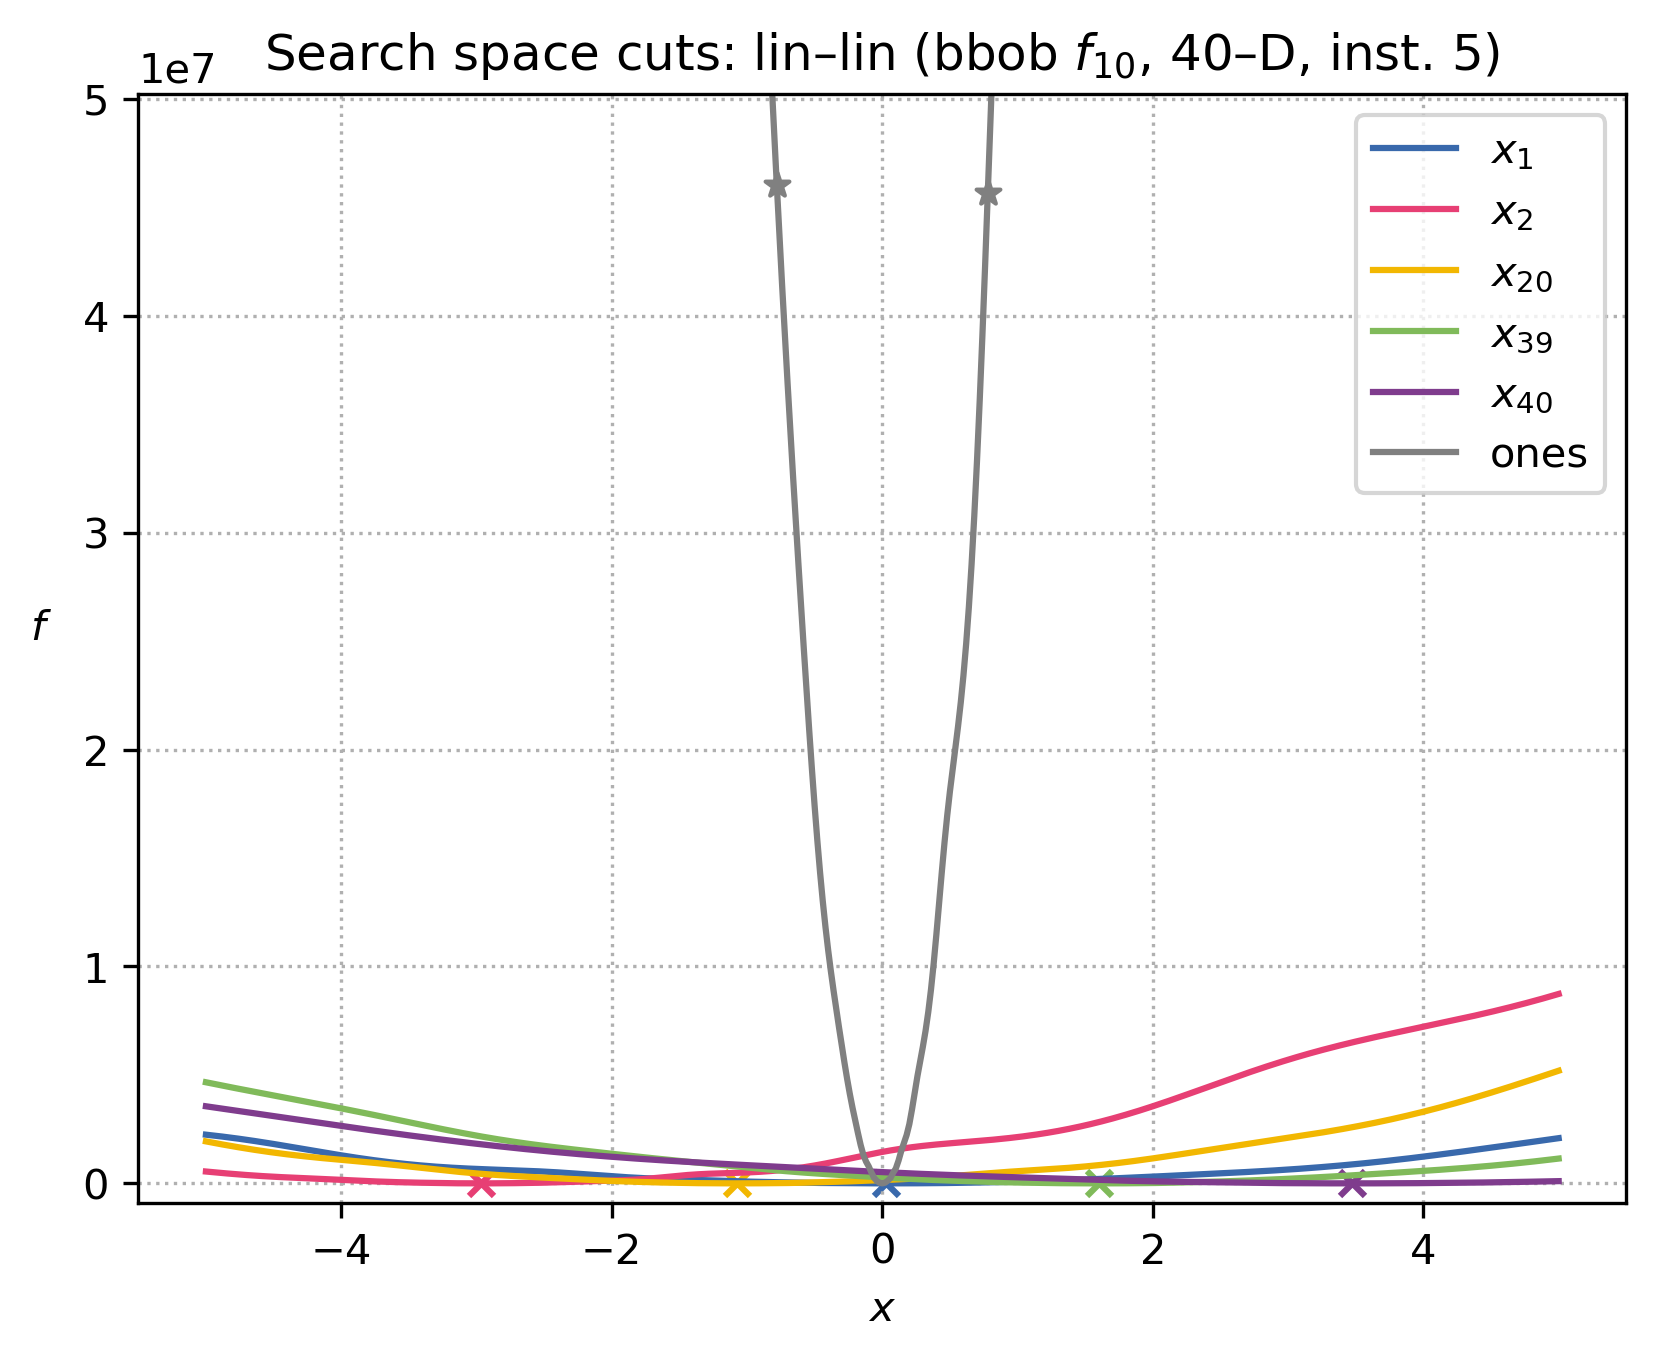 Search space cuts: lin–lin (bbob f10, 40–D, inst. 5)
1e7
5
4
3
2
1
0
f
−4
−2
0
2
4
x
x1
x2
x20
x39
x40
ones